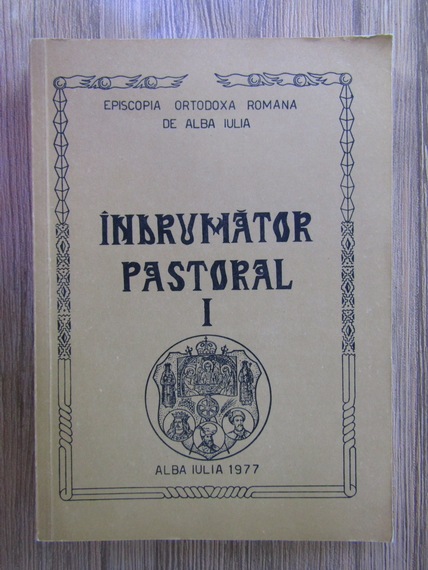 EPISCOPIA ORTODOXA ROMANA
DE ALBA IULIA
ÎNDRUMĂTOR
PASTORAL
I
ALBA IULIA 1977